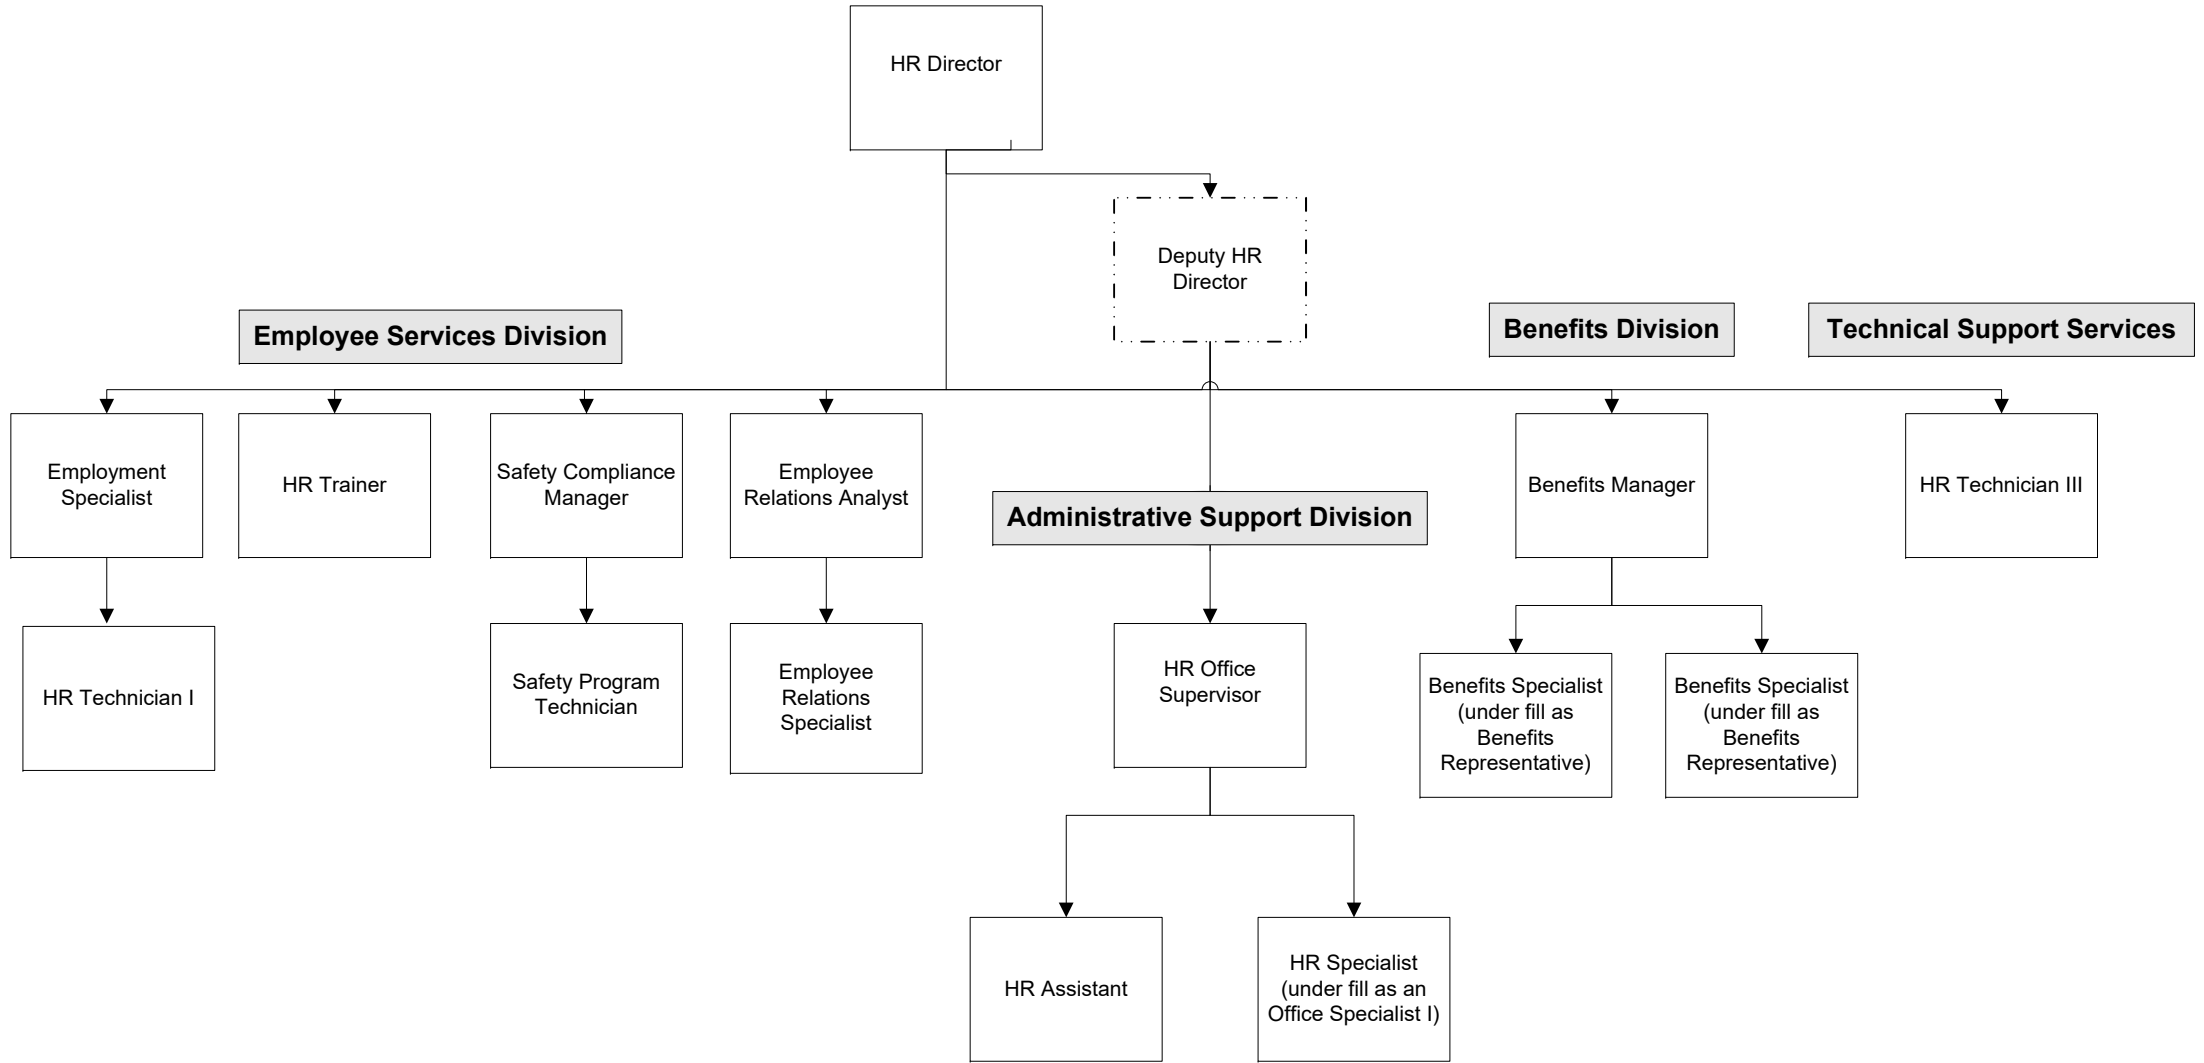 HR Director
Deputy HR
Director
Employee Services Division
Benefits Division
Technical Support Services
Employment
Specialist
HR Trainer
Safety Compliance
Manager
Employee
Relations Analyst
Administrative Support Division
Benefits Manager
HR Technician III
HR Technician I
Safety Program
Technician
Employee
Relations
Specialist
HR Office
Supervisor
Benefits Specialist
(under fill as
Benefits
Representative)
Benefits Specialist
(under fill as
Benefits
Representative)
HR Assistant
HR Specialist
(under fill as an
Office Specialist I)